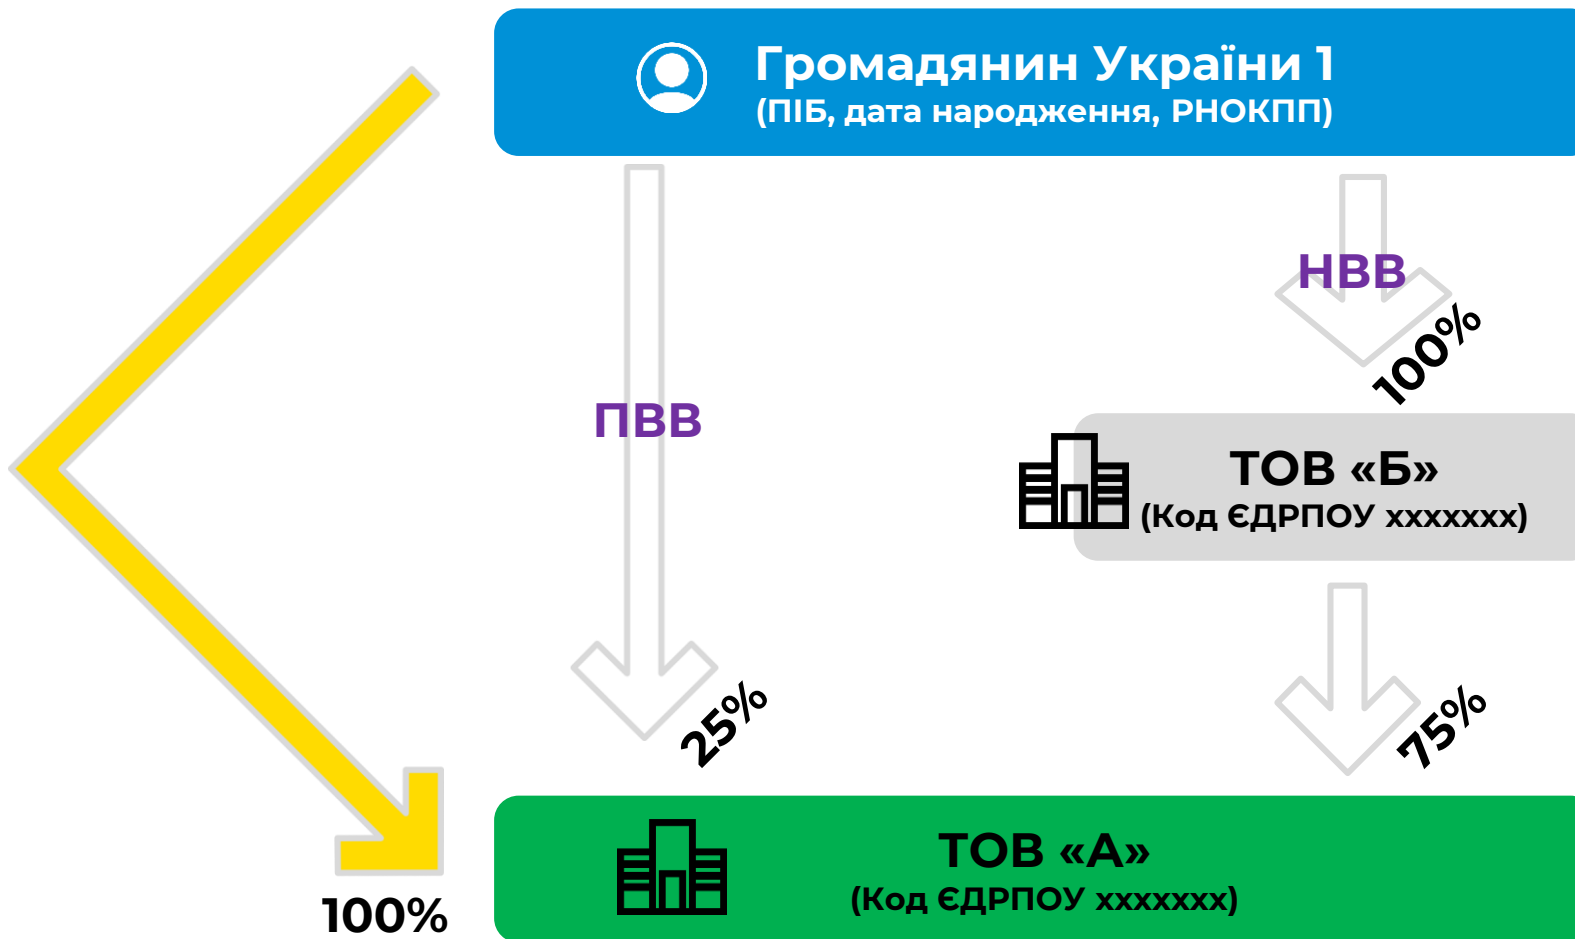 Громадянин України 1
(ПІБ, дата народження, РНОКПП)
НВВ
100%
ПВВ
ТОВ «Б»
(Код ЄДРПОУ ххххххх)
25%
75%
ТОВ «А»
(Код ЄДРПОУ ххххххх)
100%